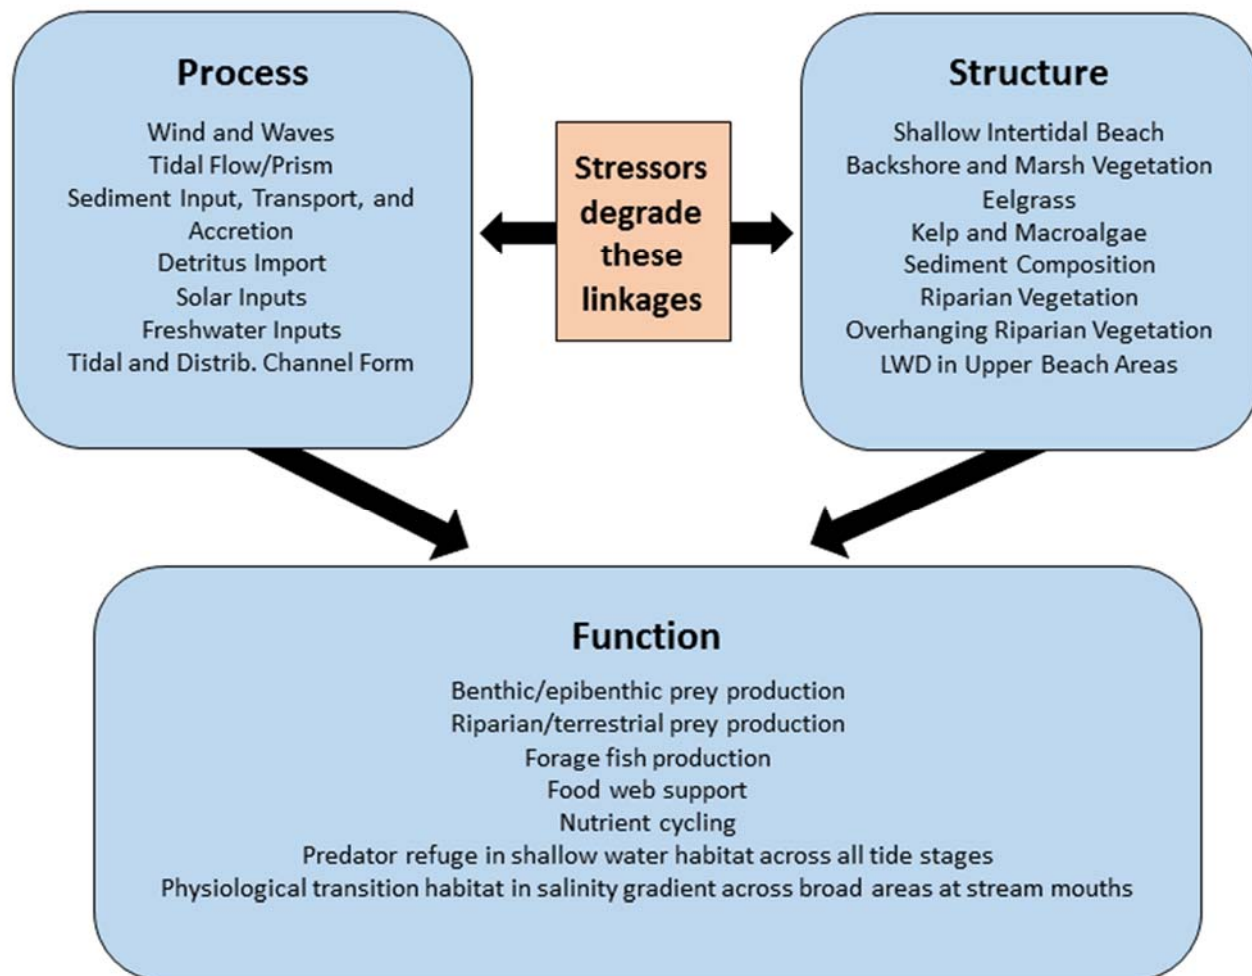 Process
Wind and Waves
Tidal Flow/Prism
Sediment Input, Transport, and
Accretion
Detritus Import
Solar Inputs
Freshwater Inputs
Tidal and Distrib. Channel Form
Stressors
degrade
these
linkages
Structure
Shallow Intertidal Beach
Backshore and Marsh Vegetation
Eelgrass
Kelp and Macroalgae
Sediment Composition
Riparian Vegetation
Overhanging Riparian Vegetation
LWD in Upper Beach Areas
Function
Benthic/epibenthic prey production
Riparian/terrestrial prey production
Forage fish production
Food web support
Nutrient cycling
Predator refuge in shallow water habitat across all tide stages
Physiological transition habitat in salinity gradient across broad areas at stream mouths